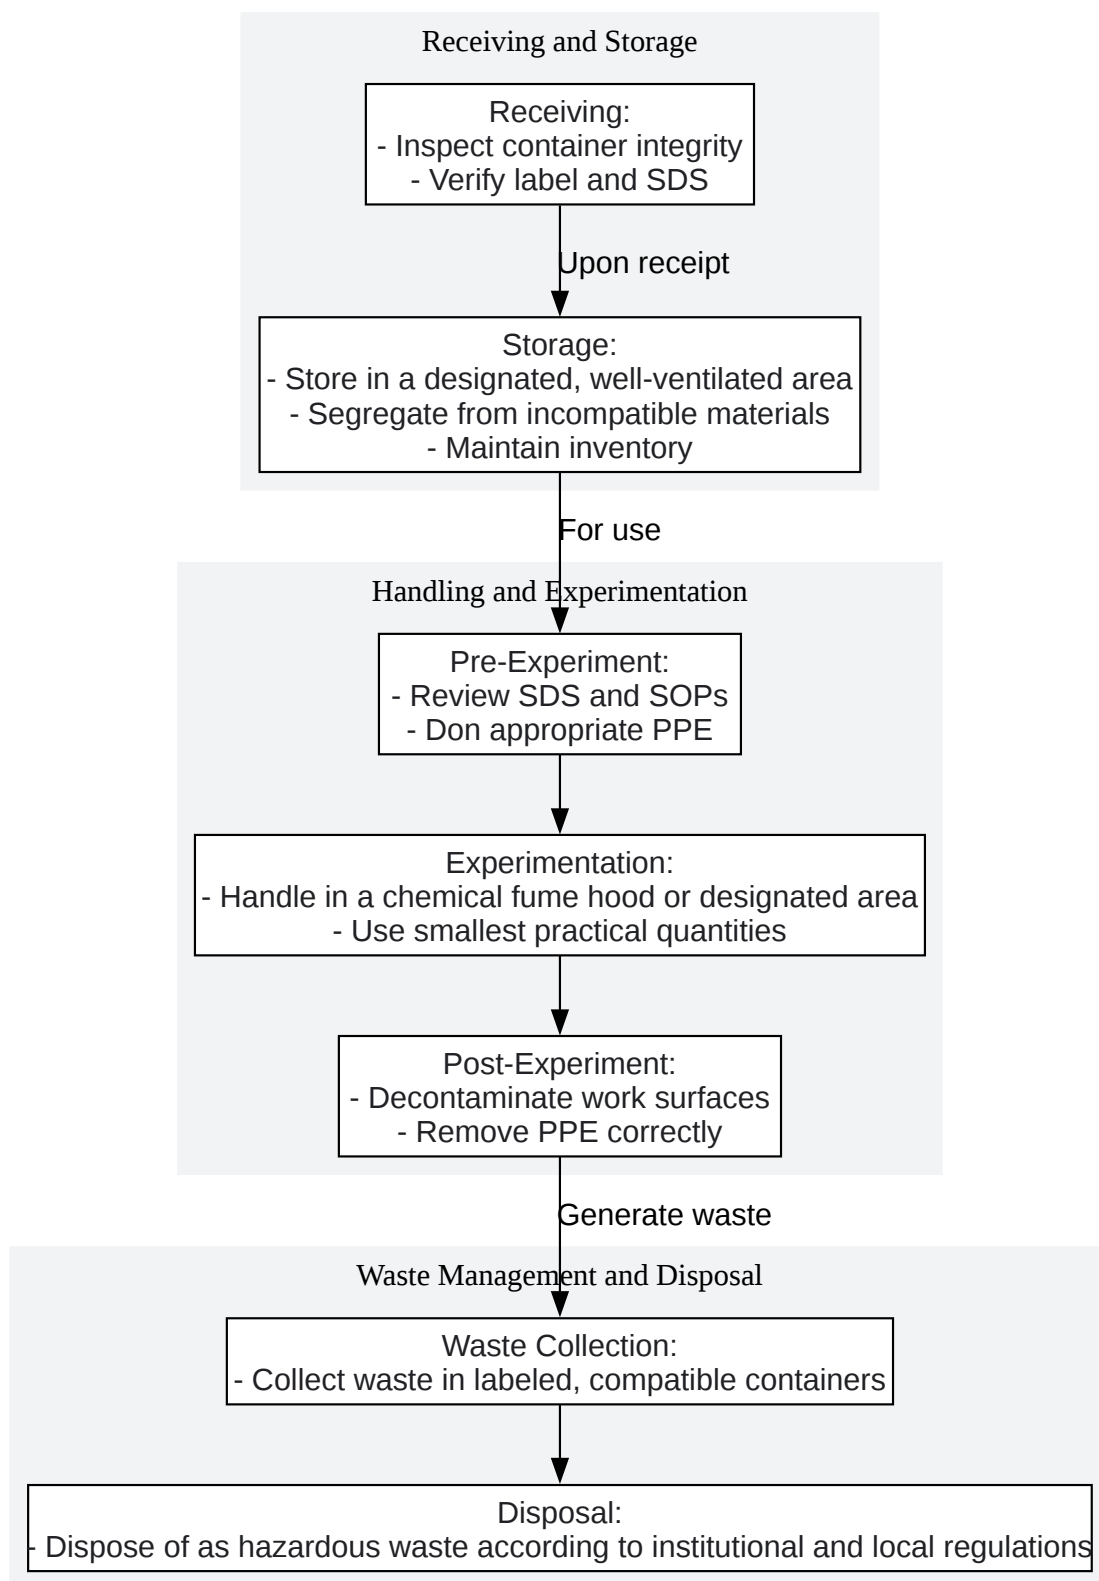 Receiving and Storage
Receiving:
- Inspect container integrity
- Verify label and SDS
Upon receipt
Storage:
- Store in a designated, well-ventilated area
- Segregate from incompatible materials
- Maintain inventory
For use
Handling and Experimentation
Pre-Experiment:
- Review SDS and SOPs
- Don appropriate PPE
Experimentation:
- Handle in a chemical fume hood or designated area
- Use smallest practical quantities
Post-Experiment:
- Decontaminate work surfaces
- Remove PPE correctly
Generate waste
Waste Management and Disposal
Waste Collection:
- Collect waste in labeled, compatible containers
Disposal:
- Dispose of as hazardous waste according to institutional and local regulations